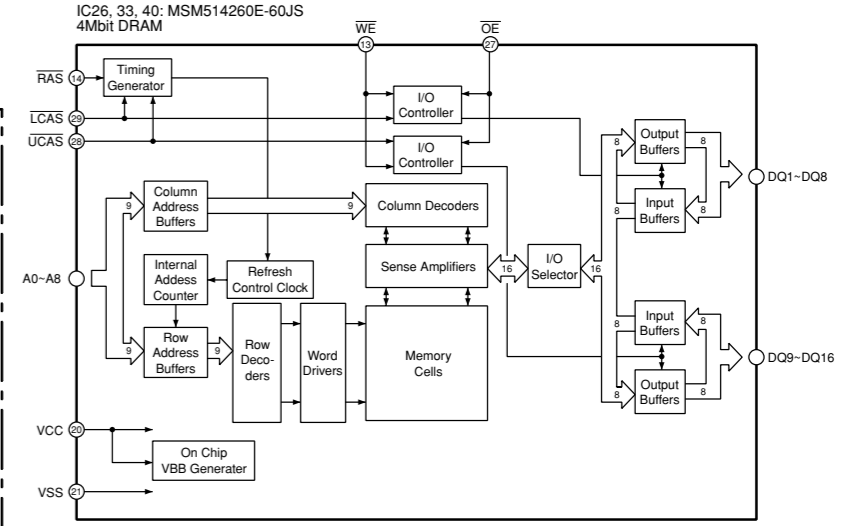 IC26, 33, 40: MSM514260E-60JS
4Mbit DRAM
WE
OE
13
27
RAS
14
Timing
Generator
I/O
Controller
LCAS
29
UCAS
28
I/O
Controller
Output
Buffers
8
8
DQ1~DQ8
Column
Address
Buffers
9
9
Column Decoders
Input
Buffers
8
8
A0~A8
Internal
Addess
Counter
Refresh
Control Clock
Sense Amplifiers
16
I/O
Selector
16
Row
Address
Buffers
9
9
Row
Deco-
ders
Word
Drivers
Memory
Cells
Input
Buffers
8
8
DQ9~DQ16
Output
Buffers
8
8
VCC
20
On Chip
VBB Generater
VSS
21